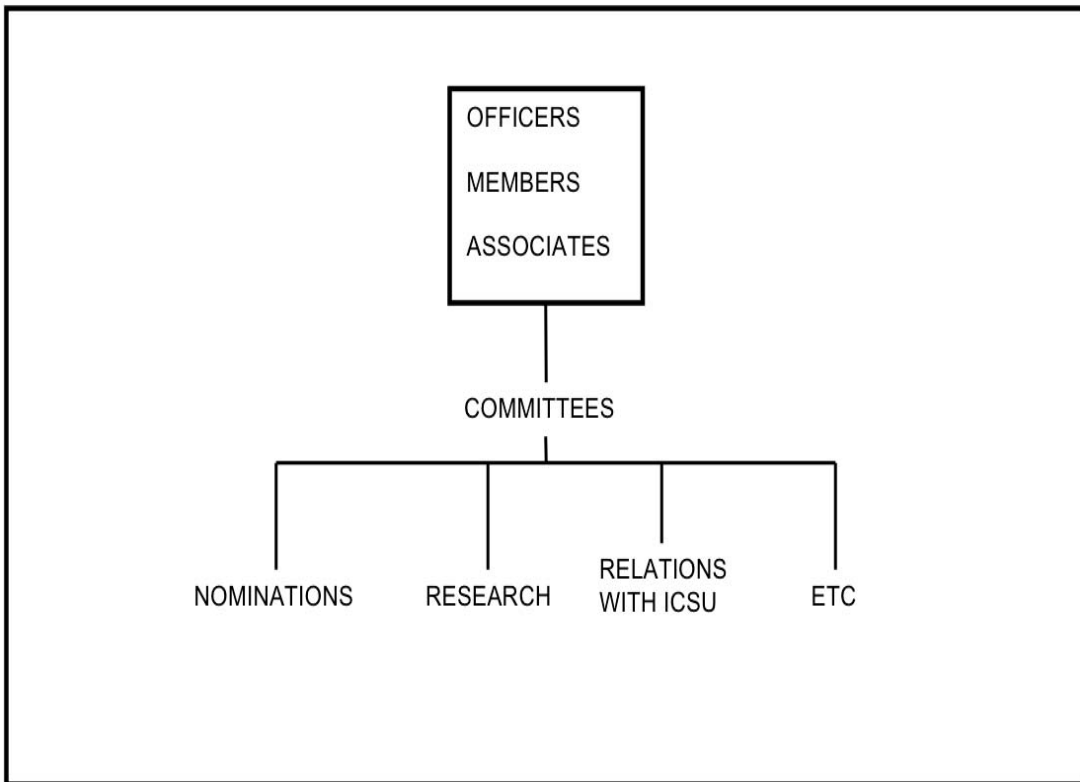 OFFICERS
MEMBERS
ASSOCIATES
COMMITTEES
NOMINATIONS
RESEARCH
RELATIONS
WITH ICSU
ETC